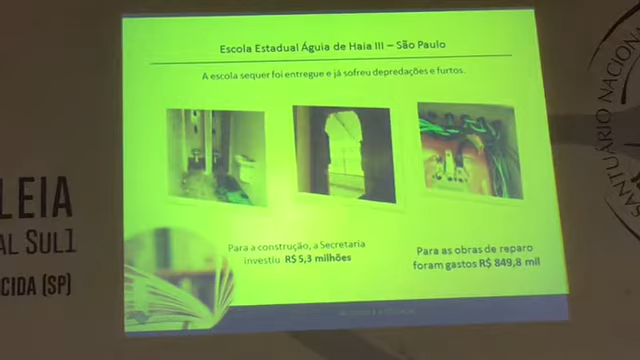 Escola Estadual Águia de Haia III – São Paulo
A escola sequer foi entregue e já sofreu depredações e furtos.
LEIA
AL SUL1
CIDA (SP)
Para a construção, a Secretaria
investiu R$ 5,3 milhões
Para as obras de reparo
foram gastos R$ 849,8 mil
SANTUÁRIO NACIONAL